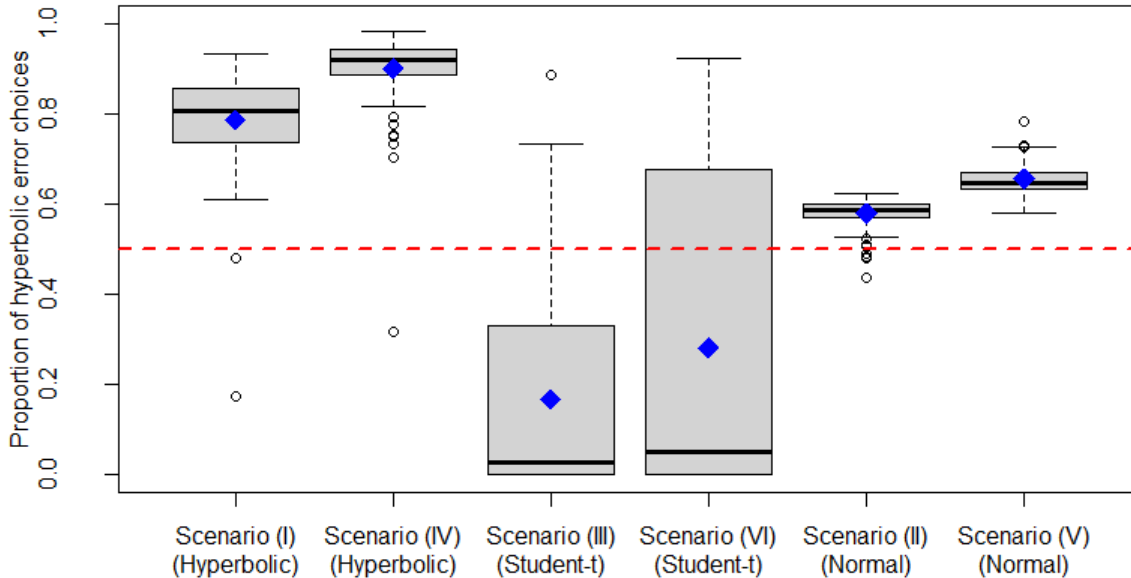 Proportion of hyperbolic error choices
1.0
0.8
0.6
0.4
0.2
0.0
Scenario (I) Scenario (IV) Scenario (III) Scenario (VI) Scenario (II) Scenario (V)
(Hyperbolic) (Hyperbolic) (Student-t) (Student-t) (Normal) (Normal)